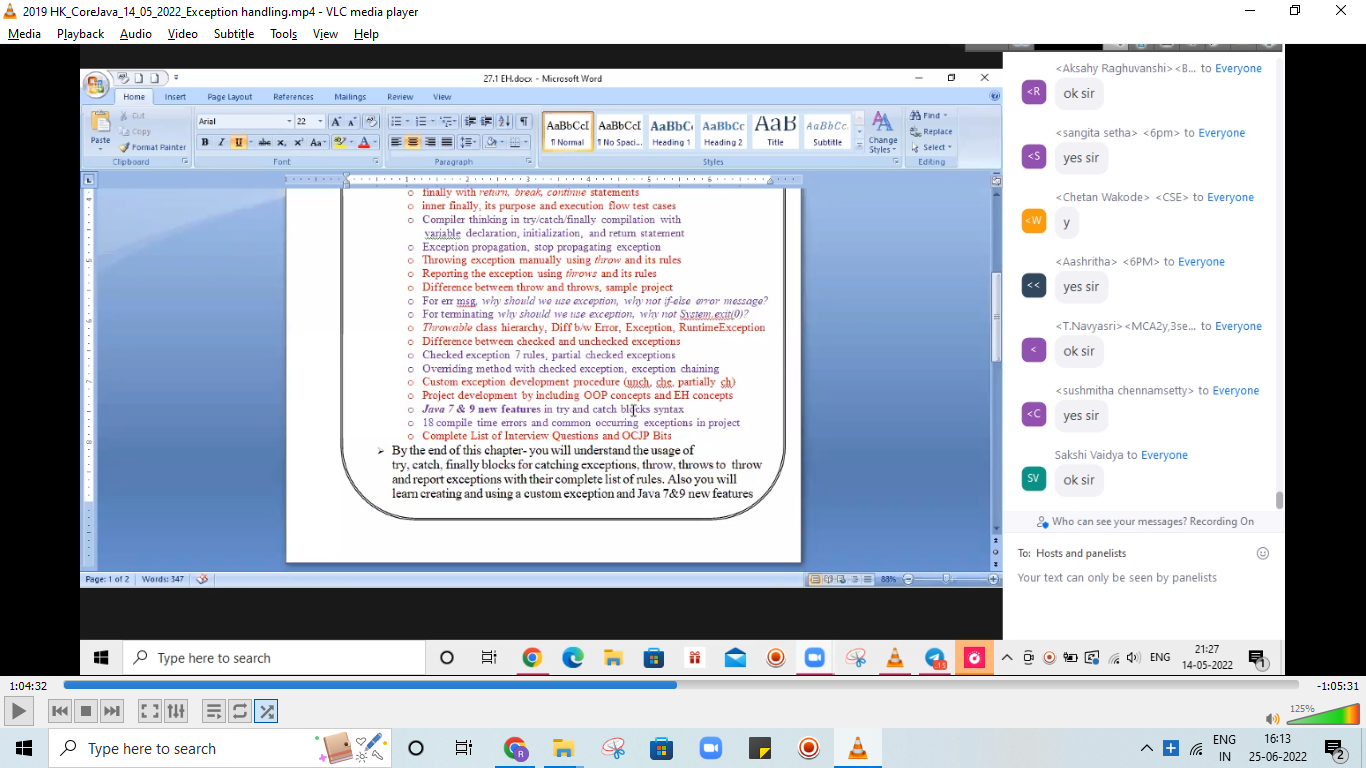 2019 HK_CoreJava_14_05_2022_Exception handling.mp4 - VLC media player
Media Playback Audio Video Subtitle Tools View Help
27.1 EH.docx - Microsoft Word
Home Insert Page Layout References Mailings Review View
Cut
Copy
Format Painter
Paste
Clipboard
Arial 22
B I U abc x₂ x² Aa
Font
Paragraph
AaBbCcI AaBbCcI AaBbC AaBbCc AaB AaBbCc.
¶ Normal ¶ No Spaci... Heading 1 Heading 2 Title Subtitle
Change Styles
Styles
Find
Replace
Select
Editing
finally with return, break, continue statements
inner finally, its purpose and execution flow test cases
Compiler thinking in try/catch/finally compilation with
variable declaration, initialization, and return statement
Exception propagation, stop propagating exception
Throwing exception manually using throw and its rules
Reporting the exception using throws and its rules
Difference between throw and throws, sample project
For err msg, why should we use exception, why not if-else error message?
For terminating why should we use exception, why not System.exit(0)?
Throwable class hierarchy, Diff b/w Error, Exception, RuntimeException
Difference between checked and unchecked exceptions
Checked exception 7 rules, partial checked exceptions
Overriding method with checked exception, exception chaining
Custom exception development procedure (unch, che, partially ch)
Project development by including OOP concepts and EH concepts
Java 7 & 9 new features in try and catch blocks syntax
18 compile time errors and common occurring exceptions in project
Complete List of Interview Questions and OCJP Bits
By the end of this chapter- you will understand the usage of
try, catch, finally blocks for catching exceptions, throw, throws to throw
and report exceptions with their complete list of rules. Also you will
learn creating and using a custom exception and Java 7&9 new features
Page: 1 of 2 Words: 347
88%
<Aksahy Raghuvanshi> <B... to Everyone
<R ok sir
<sangita setha> <6pm> to Everyone
<S yes sir
<Chetan Wakode> <CSE> to Everyone
<W y
<Aashritha> <6PM> to Everyone
<< yes sir
<T.Navyasri><MCA2y,3se... to Everyone
< ok sir
<sushmitha chennamsetty> to Everyone
<C yes sir
Sakshi Vaidya to Everyone
SV ok sir
Who can see your messages? Recording On
To: Hosts and panelists
Your text can only be seen by panelists
Type here to search
ENG
21:27
14-05-2022
1
1:04:32
-1:05:31
125%
Type here to search
ENG
IN
16:13
25-06-2022
2